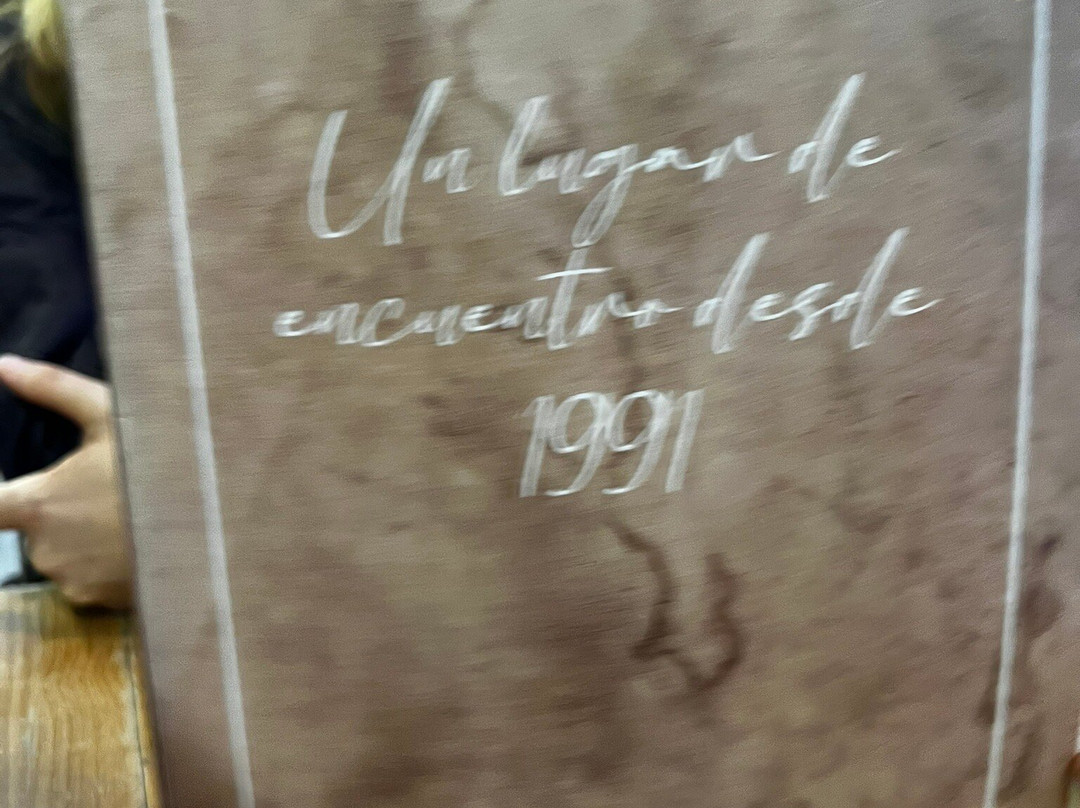 Un lugar de
encuentro desde
1991